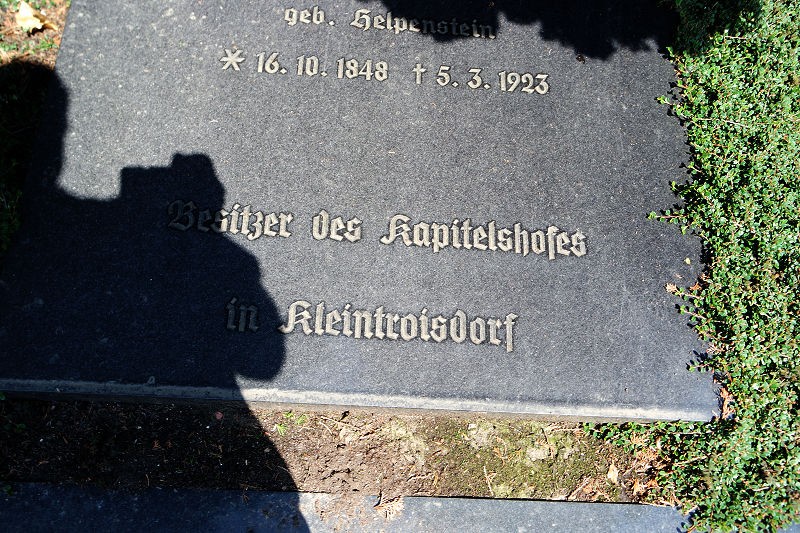 geb. Helpenstein
* 16. 10. 1848 † 5. 3. 1923
Besitzer des Kapitelshofes
in Kleintroisdorf